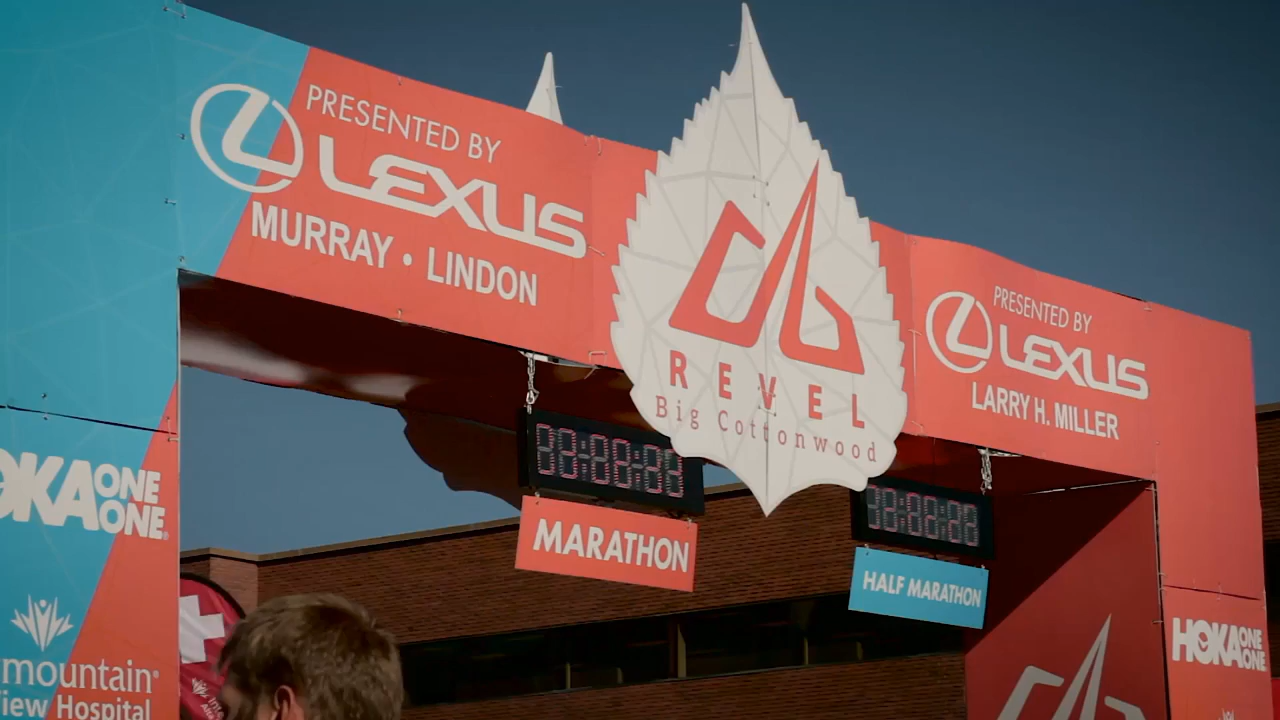 PRESENTED BY
LEXUS
MURRAY • LINDON
REVEL
Big Cottonwood
PRESENTED BY
LEXUS
LARRY H. MILLER
MARATHON
HALF MARATHON
HOKA ONE ONE
mountain
View Hospital
HOKA ONE ONE